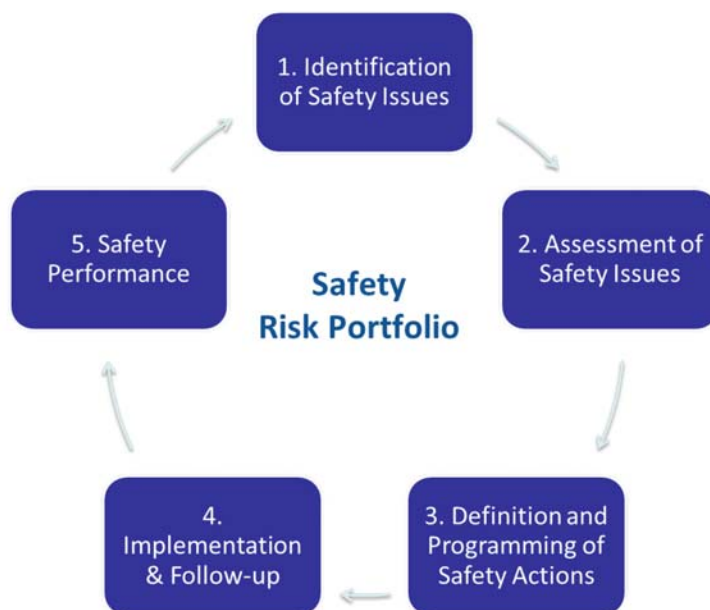 1. Identification
of Safety Issues
2. Assessment of
Safety Issues
3. Definition and
Programming of
Safety Actions
4.
Implementation
& Follow-up
5. Safety
Performance
Safety
Risk Portfolio